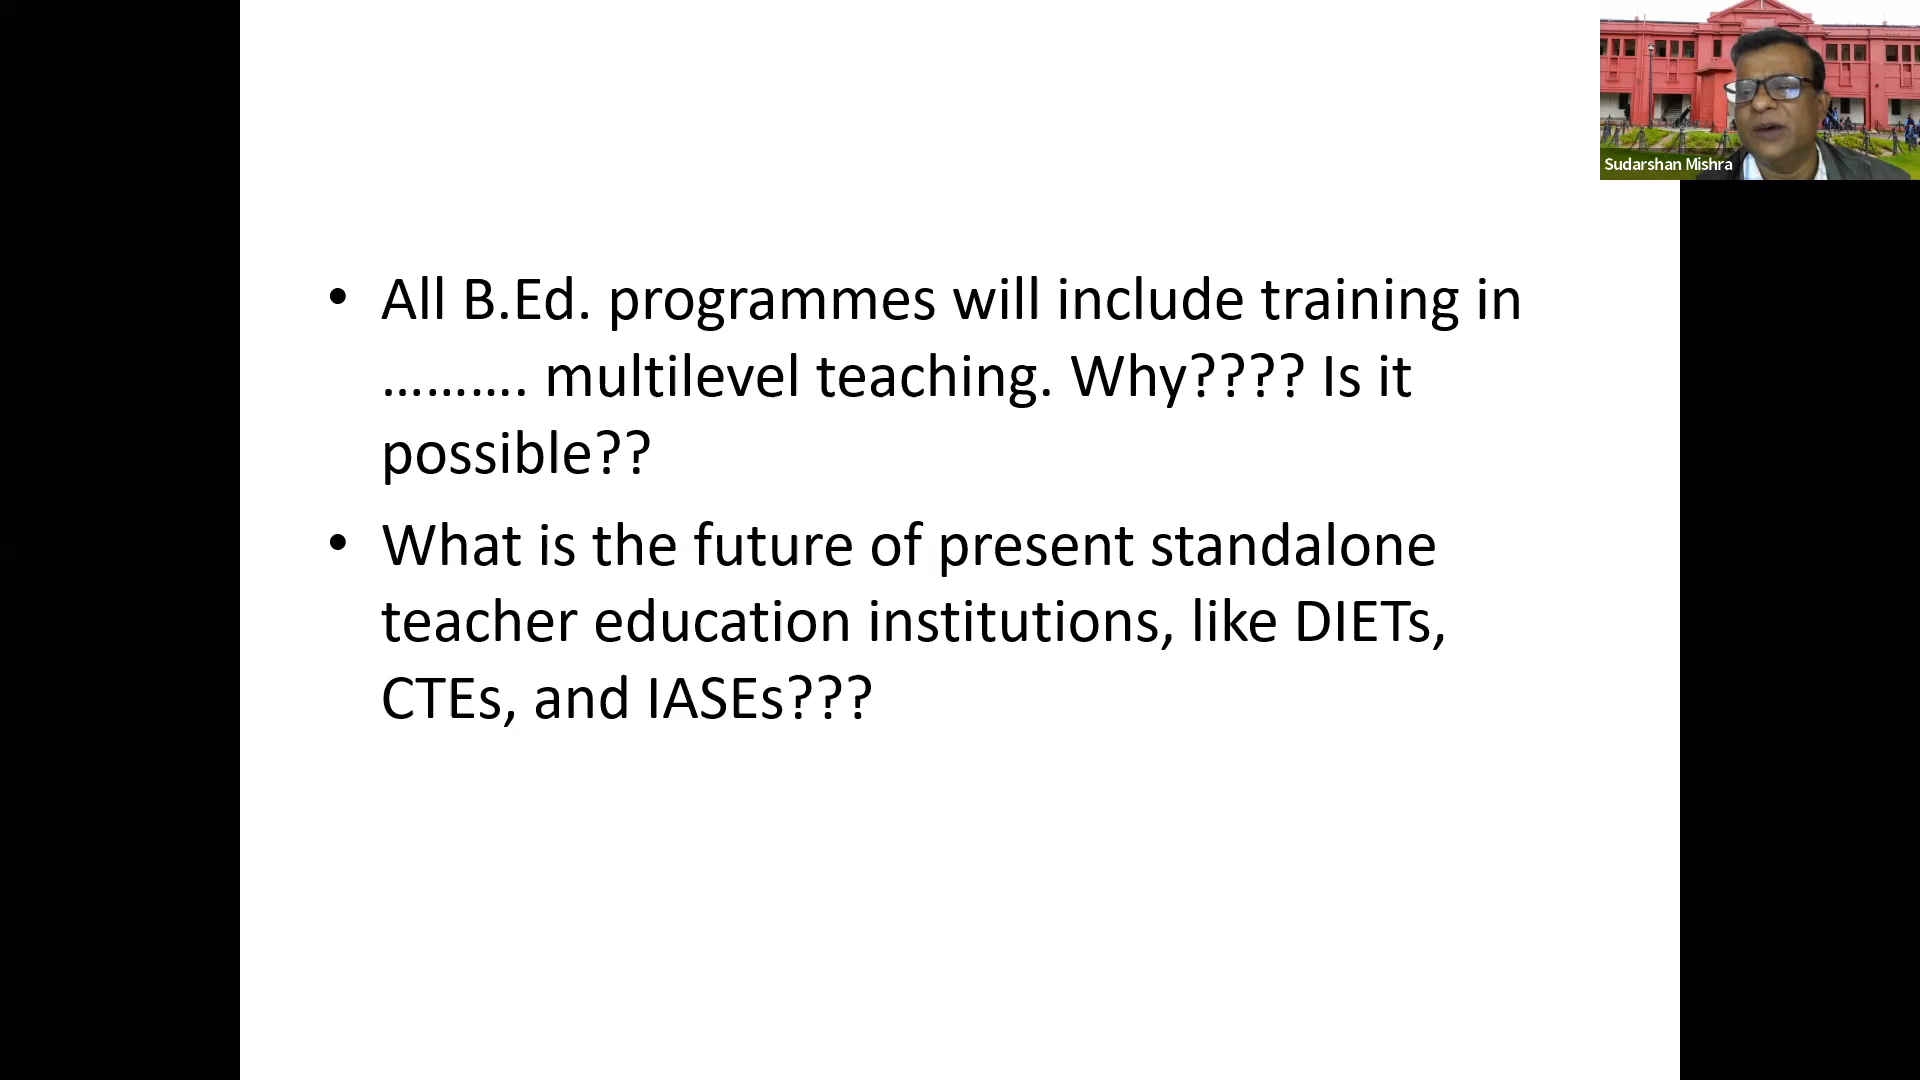 • All B.Ed. programmes will include training in
………. multilevel teaching. Why???? Is it
possible??
• What is the future of present standalone
teacher education institutions, like DIETs,
CTEs, and IASEs???
Sudarshan Mishra